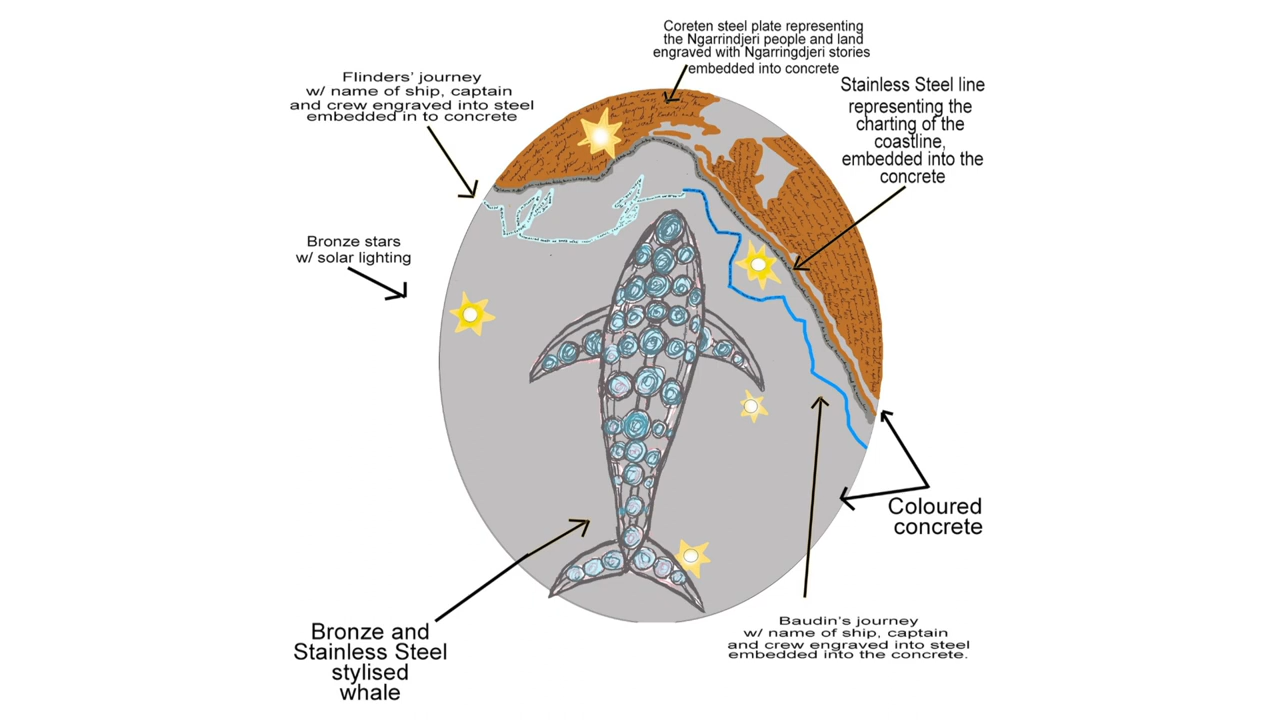 Coreten steel plate representing
the Ngarrindjeri people and land
engraved with Ngarringdjeri stories
embedded into concrete
Flinders' journey
w/ name of ship, captain
and crew engraved into steel
embedded in to concrete
Stainless Steel line
representing the
charting of the
coastline,
embedded into the
concrete
Bronze stars
w/ solar lighting
Coloured
concrete
Bronze and
Stainless Steel
stylised
whale
Baudin's journey
w/ name of ship, captain
and crew engraved into steel
embedded into the concrete.